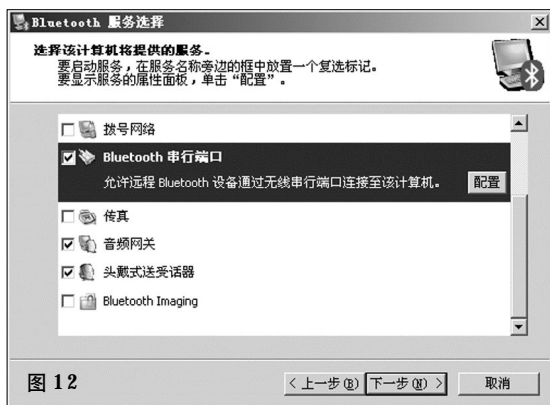 Bluetooth 服务选择
选择该计算机将提供的服务。
要启动服务，在服务名称旁边的框中放置一个复选标记。
要显示服务的属性面板，单击“配置”。
拨号网络
Bluetooth 串行端口
允许远程 Bluetooth 设备通过无线串行端口连接至该计算机。
配置
传真
音频网关
头戴式送受话器
Bluetooth Imaging
图 12
< 上一步(B)
下一步(N) >
取消